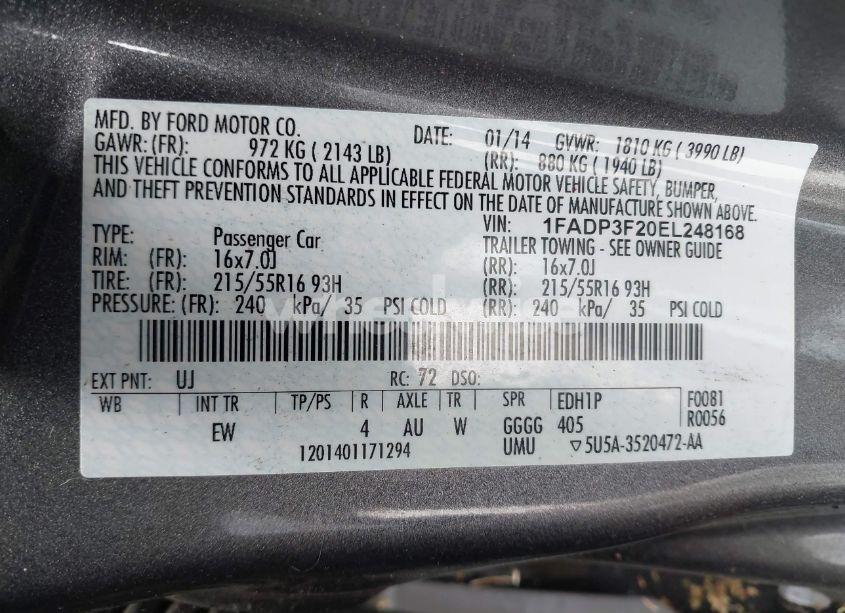 MFD. BY FORD MOTOR CO. DATE: 01/14 GVWR: 1810 KG ( 3990 LB)
GAWR: (FR): 972 KG ( 2143 LB) (RR): 880 KG ( 1940 LB)
THIS VEHICLE CONFORMS TO ALL APPLICABLE FEDERAL MOTOR VEHICLE SAFETY, BUMPER,
AND THEFT PREVENTION STANDARDS IN EFFECT ON THE DATE OF MANUFACTURE SHOWN ABOVE.
VIN: 1FADP3F20EL248168
TYPE: Passenger Car TRAILER TOWING - SEE OWNER GUIDE
RIM: (FR): 16x7.0J (RR): 16x7.0J
TIRE: (FR): 215/55R16 93H (RR): 215/55R16 93H
PRESSURE: (FR): 240 kPa/ 35 PSI COLD (RR): 240 kPa/ 35 PSI COLD
EXT PNT: UJ RC: 72 DSO:
WB INT TR TP/PS R AXLE TR SPR EDH1P F0081
EW 4 AU W GGGG 405 R0056
1201401171294 UMU ▽5U5A-3520472-AA